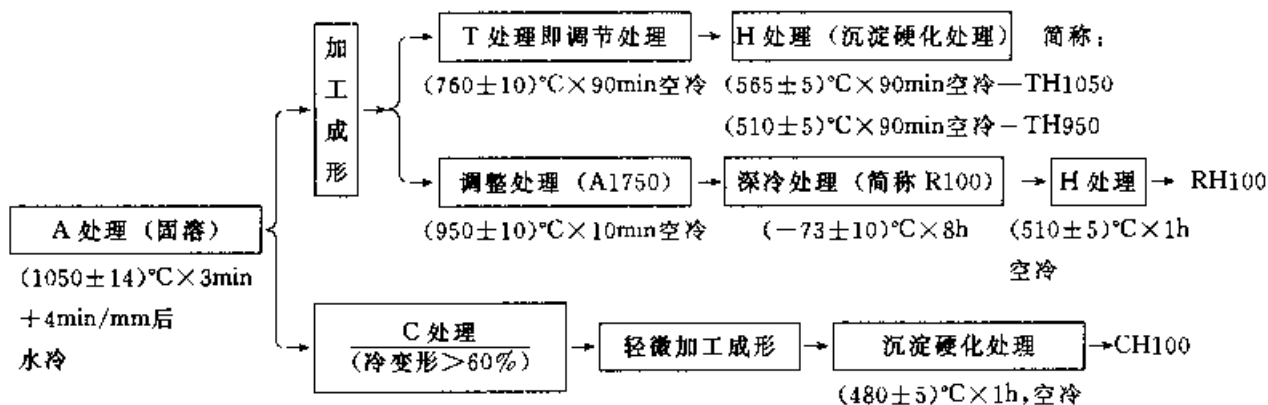 加工成形
T 处理即调节处理
H 处理（沉淀硬化处理）
简称：
(760±10)℃×90min空冷
(565±5)℃×90min空冷—TH1050
(510±5)℃×90min空冷－TH950
调整处理（A1750）
深冷处理（简称 R100）
H 处理
RH100
(950±10)℃×10min空冷
(－73±10)℃×8h
(510±5)℃×1h
空冷
A 处理（固溶）
(1050±14)℃×3min
＋4min/mm后
水冷
C 处理
(冷变形＞60%)
轻微加工成形
沉淀硬化处理
CH100
(480±5)℃×1h,空冷